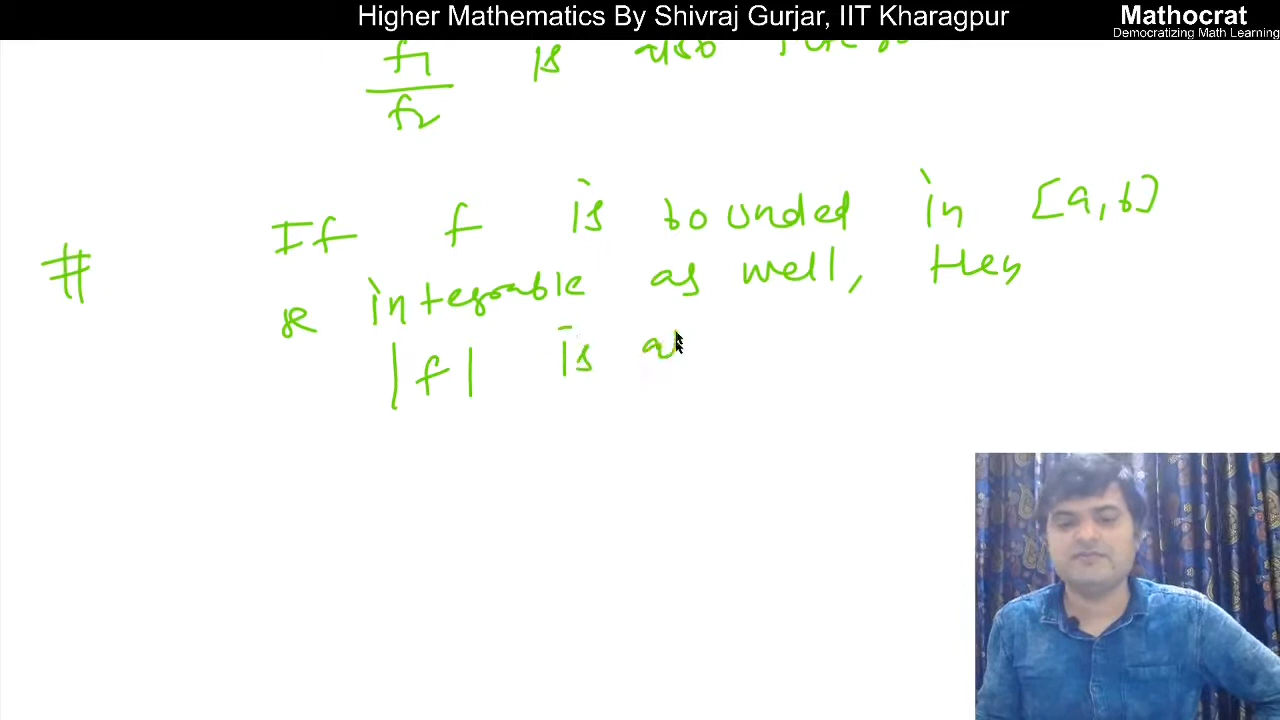 Higher Mathematics By Shivraj Gurjar, IIT Kharagpur
Mathocrat
Democratizing Math Learning
f1 / f2 is also
# If f is bounded in [a, b]
& integrable as well, then
|f| is a